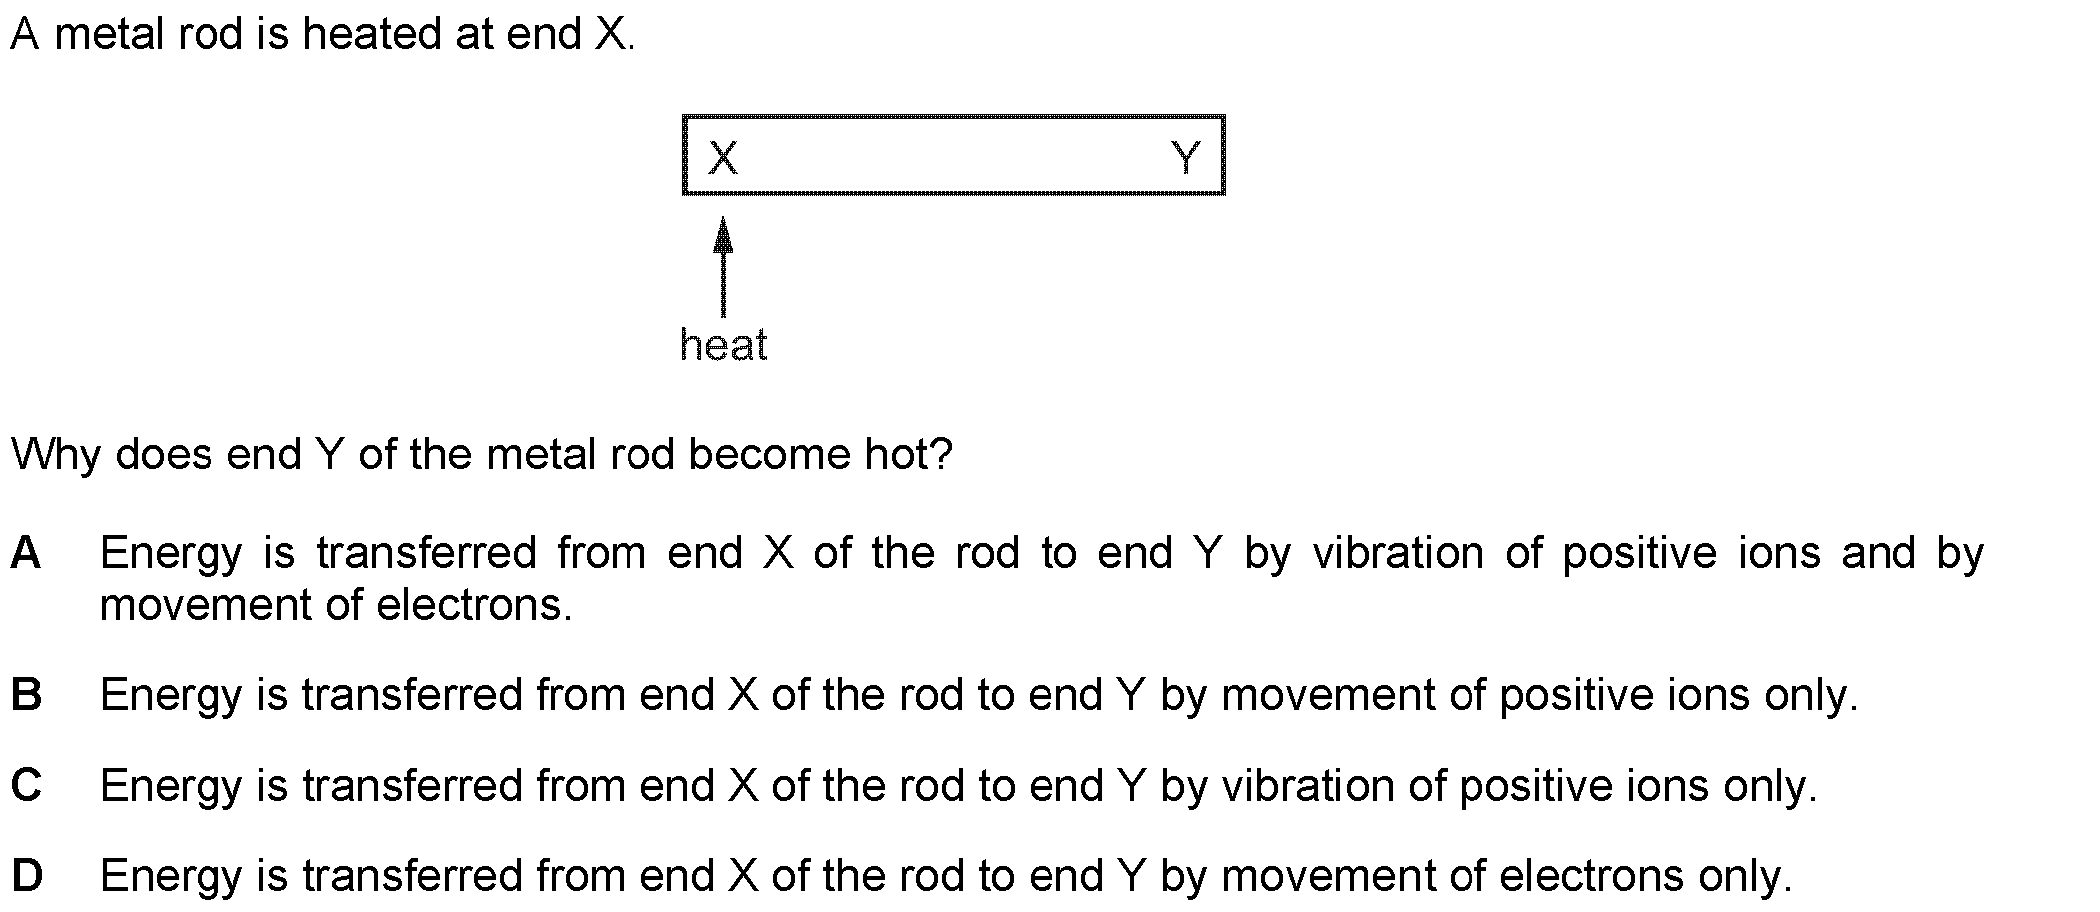 A metal rod is heated at end X.
X Y
heat
Why does end Y of the metal rod become hot?
A Energy is transferred from end X of the rod to end Y by vibration of positive ions and by
movement of electrons.
B Energy is transferred from end X of the rod to end Y by movement of positive ions only.
C Energy is transferred from end X of the rod to end Y by vibration of positive ions only.
D Energy is transferred from end X of the rod to end Y by movement of electrons only.